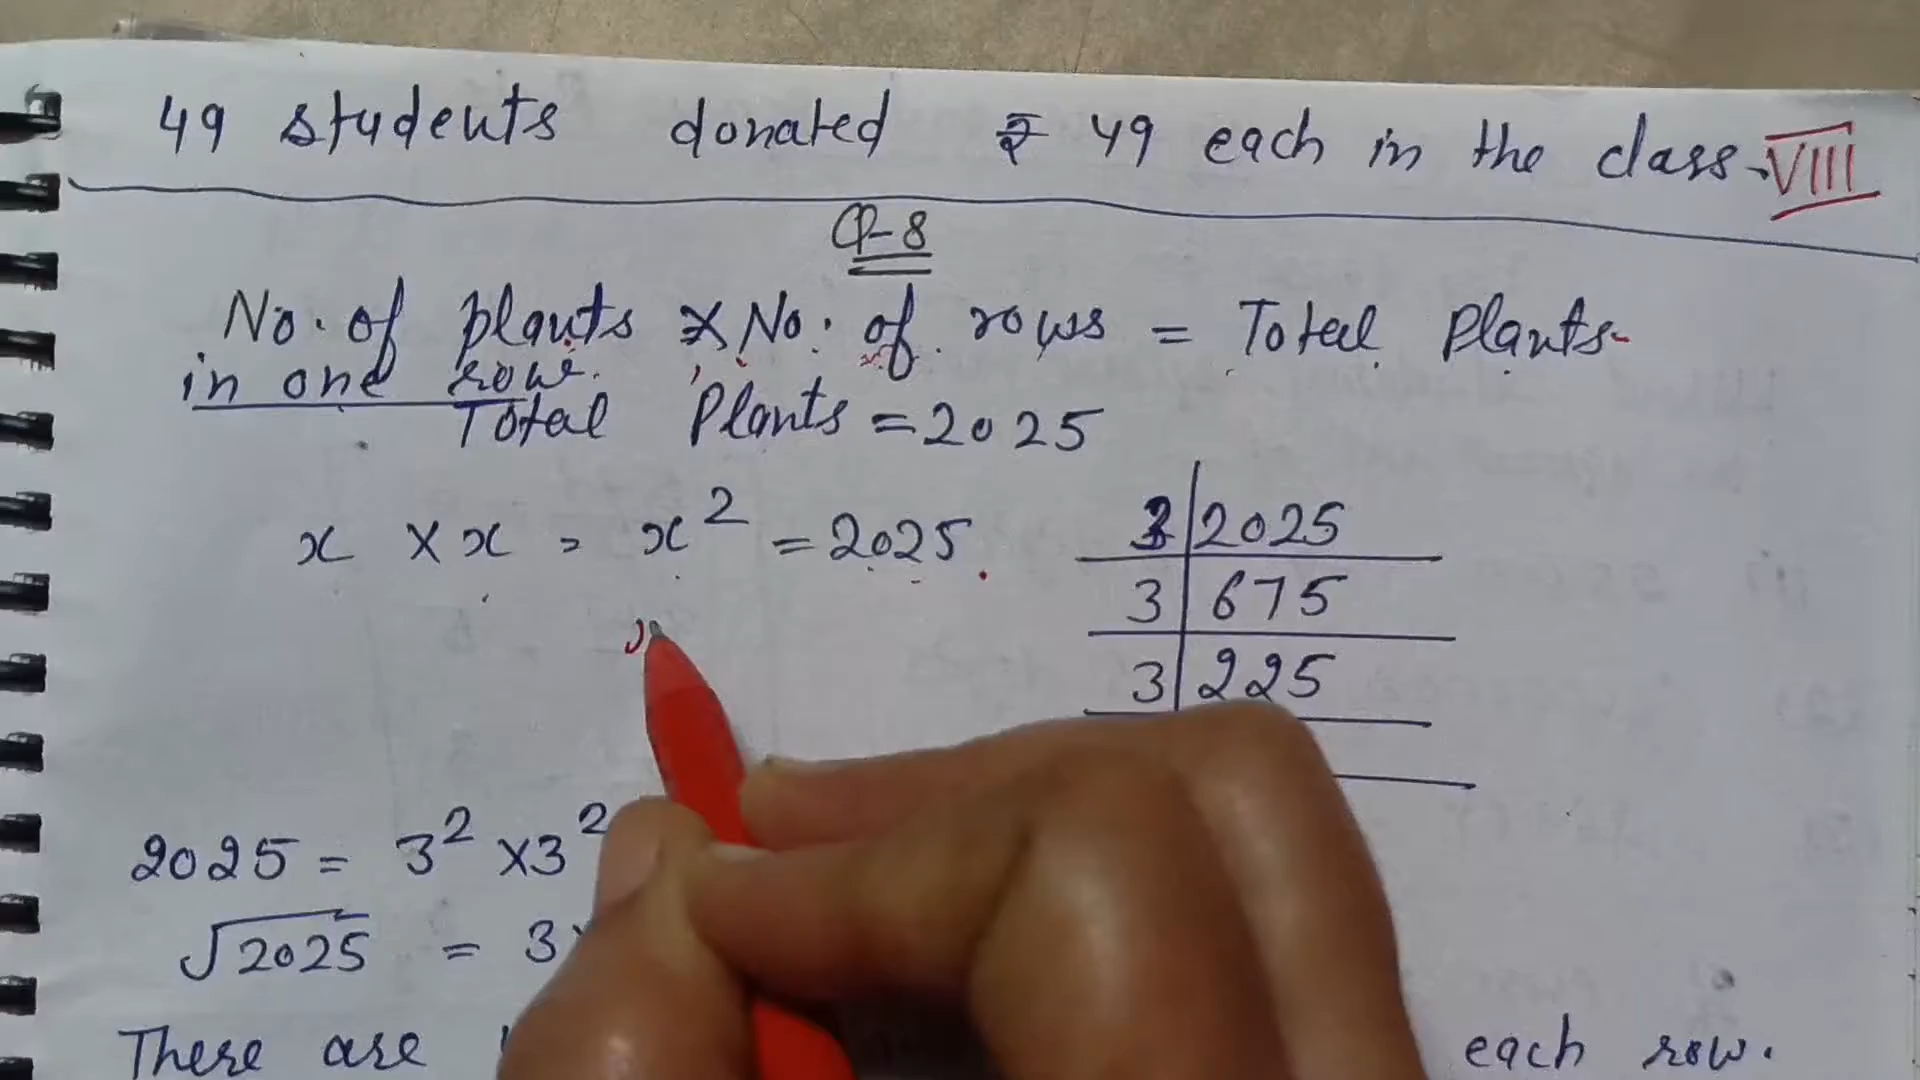 49 students donated ₹ 49 each in the class VIII
Q-8
No. of plants × No. of rows = Total Plants
in one row.
Total Plants = 2025
x × x = x² = 2025
3 | 2025
3 | 675
3 | 225
2025 = 3² × 3²
√2025 = 3
There are
each row.